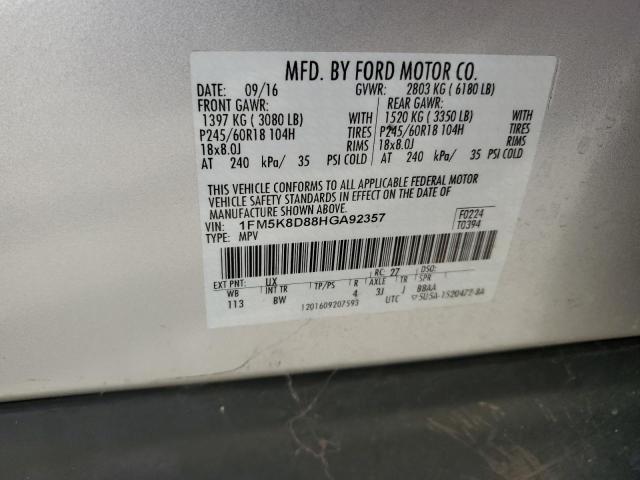 MFD. BY FORD MOTOR CO.
DATE: 09/16 GVWR: 2803 KG ( 6180 LB)
FRONT GAWR: REAR GAWR:
1397 KG ( 3080 LB) WITH 1520 KG ( 3350 LB) WITH
P245/60R18 104H TIRES P245/60R18 104H TIRES
18x8.0J RIMS 18x8.0J RIMS
AT 240 kPa/ 35 PSI COLD AT 240 kPa/ 35 PSI COLD
THIS VEHICLE CONFORMS TO ALL APPLICABLE FEDERAL MOTOR
VEHICLE SAFETY STANDARDS IN EFFECT ON THE DATE OF
MANUFACTURE SHOWN ABOVE.
VIN: 1FM5K8D88HGA92357 F0224
TYPE: MPV T0394
EXT PNT: UX RC: 27 DSO:
WB INT TR TP/PS R AXLE TR SPR
113 BW 4 3J J BBAA
1201609207593 UTC 5U5A-1520472-BA